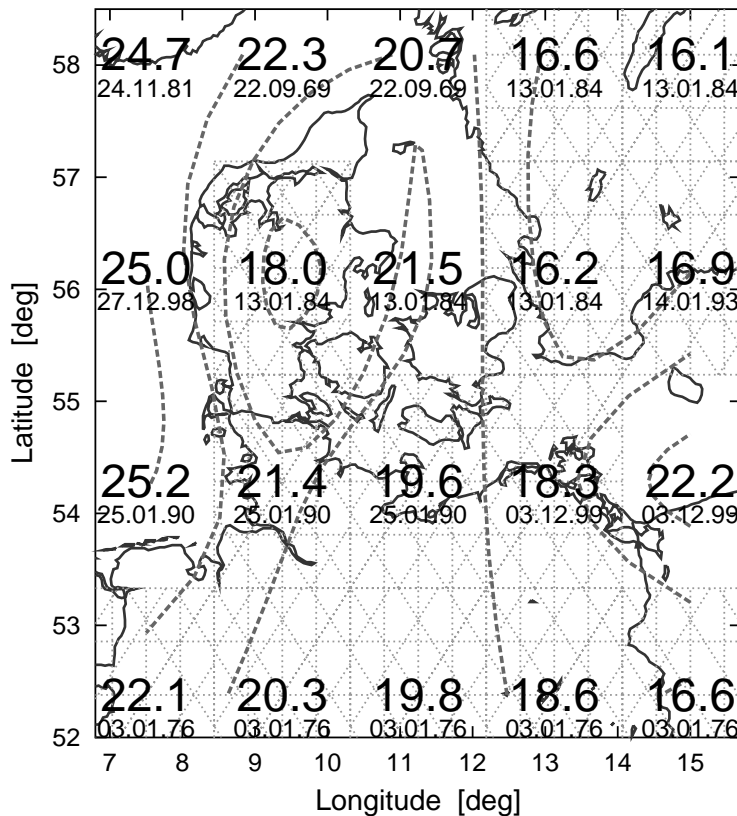 58
24.7 22.3 20.7 16.6 16.1
24.11.81 22.09.69 22.09.69 13.01.84 13.01.84
57
56
25.0 18.0 21.5 16.2 16.9
27.12.98 13.01.84 13.01.84 13.01.84 14.01.93
55
54
25.2 21.4 19.6 18.3 22.2
25.01.90 25.01.90 25.01.90 03.12.99 03.12.99
53
22.1 20.3 19.8 18.6 16.6
03.01.76 03.01.76 03.01.76 03.01.76 03.01.76
52
Latitude [deg]
7 8 9 10 11 12 13 14 15
Longitude [deg]